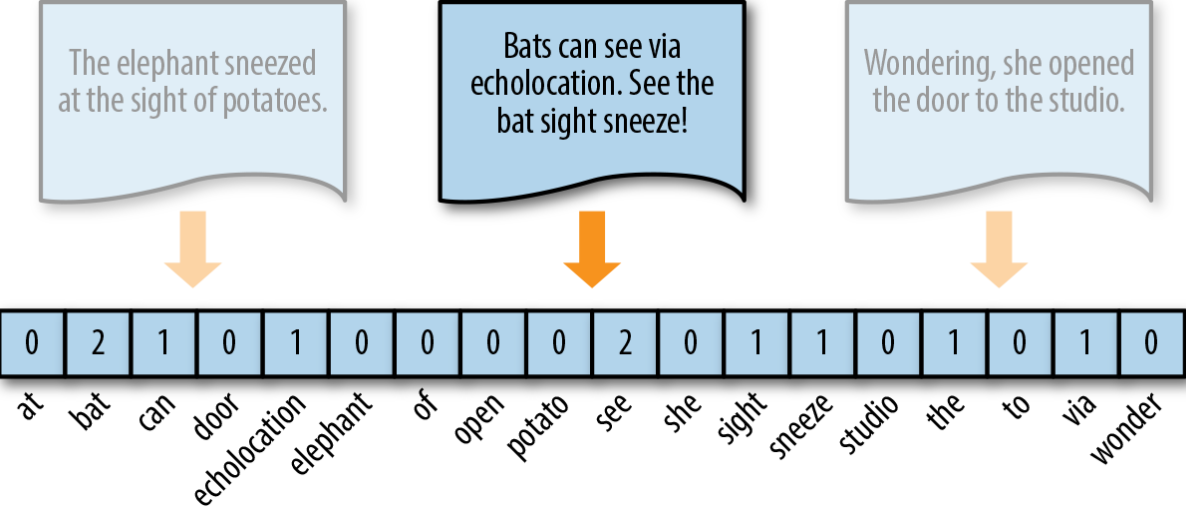 The elephant sneezed
at the sight of potatoes.
Bats can see via
echolocation. See the
bat sight sneeze!
Wondering, she opened
the door to the studio.
0 2 1 0 1 0 0 0 0 2 0 1 1 0 1 0 1 0
at bat can door echolocation elephant of open potato see she sight sneeze studio the to via wonder